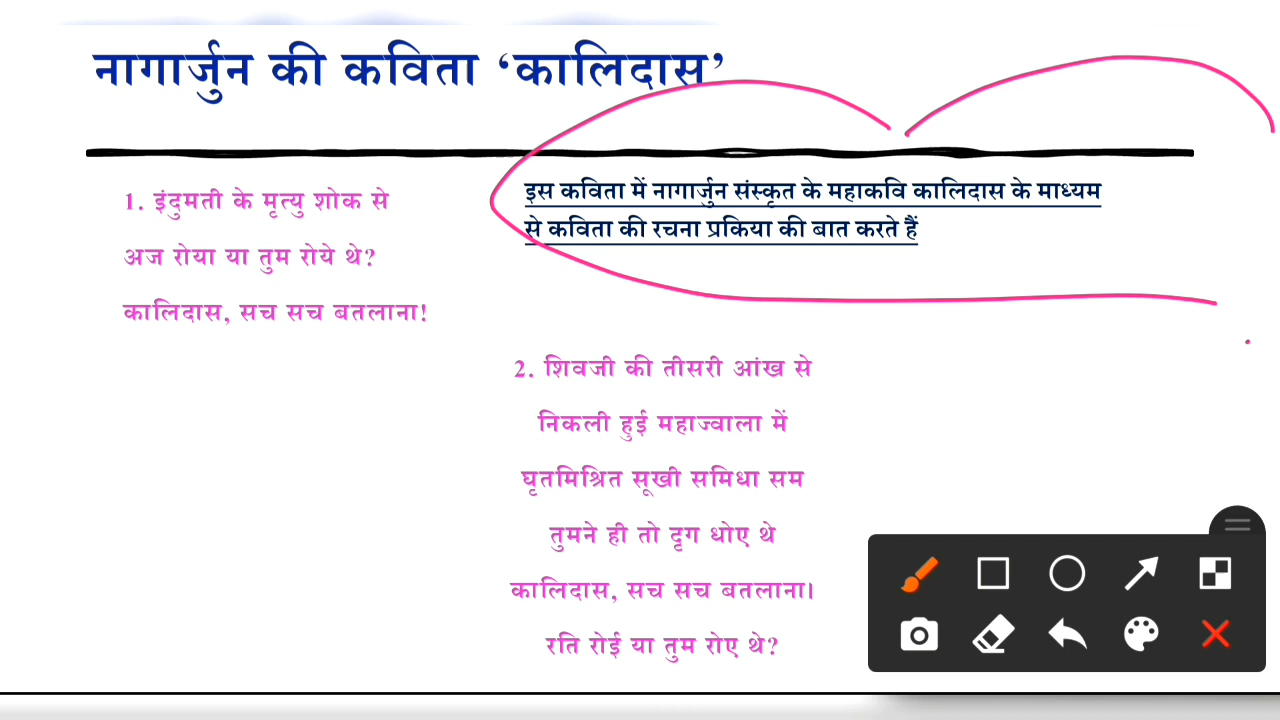 नागार्जुन की कविता ‘कालिदास’
1. इंदुमती के मृत्यु शोक से
अज रोया या तुम रोये थे?
कालिदास, सच सच बतलाना!
इस कविता में नागार्जुन संस्कृत के महाकवि कालिदास के माध्यम
से कविता की रचना प्रकिया की बात करते हैं
2. शिवजी की तीसरी आंख से
निकली हुई महाज्वाला में
घृतमिश्रित सूखी समिधा सम
तुमने ही तो दृग धोए थे
कालिदास, सच सच बतलाना।
रति रोई या तुम रोए थे?